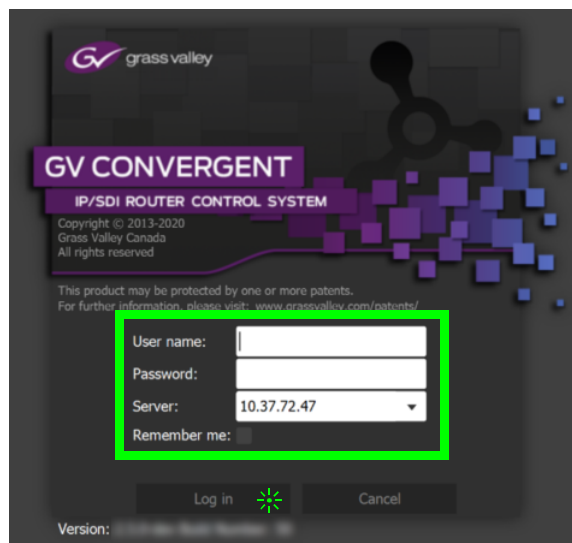 grass valley
GV CONVERGENT
IP/SDI ROUTER CONTROL SYSTEM
Copyright © 2013-2020
Grass Valley Canada
All rights reserved
This product may be protected by one or more patents.
For further information, please visit: www.grassvalley.com/patents/
User name:
Password:
Server: 10.37.72.47
Remember me:
Log in Cancel
Version: